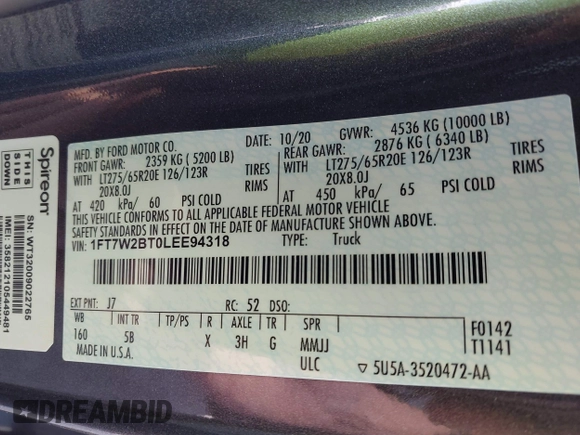 Spireon
THIS
SIDE
DOWN
SN: WT32009022765
IMEI: 358212105449481
MFD. BY FORD MOTOR CO.
DATE: 10/20 GVWR: 4536 KG (10000 LB)
FRONT GAWR: 2359 KG (5200 LB)
REAR GAWR: 2876 KG (6340 LB)
WITH LT275/65R20E 126/123R TIRES
20X8.0J RIMS
AT 420 kPa/ 60 PSI COLD
WITH LT275/65R20E 126/123R TIRES
20X8.0J RIMS
AT 450 kPa/ 65 PSI COLD
THIS VEHICLE CONFORMS TO ALL APPLICABLE FEDERAL MOTOR VEHICLE
SAFETY STANDARDS IN EFFECT ON THE DATE OF MANUFACTURE SHOWN ABOVE.
VIN: 1FT7W2BT0LEE94318 TYPE: Truck
EXT PNT: J7 RC: 52 DSO:
WB INT TR TP/PS R AXLE TR SPR
160 5B X 3H G MMJJ
ULC
MADE IN U.S.A.
F0142
T1141
▽ 5U5A-3520472-AA
DREAMBID